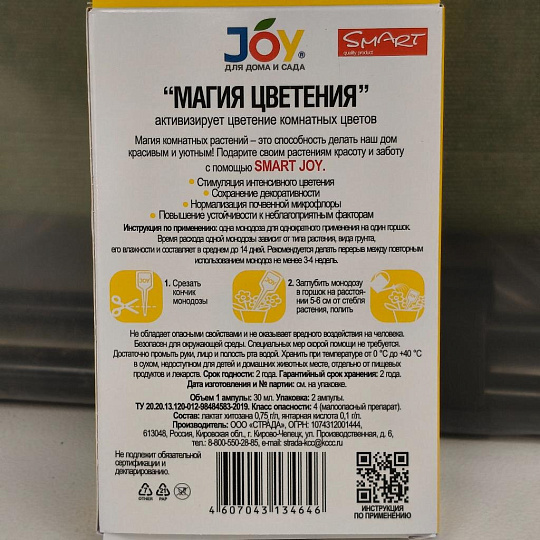 JOY®
ДЛЯ ДОМА И САДА
SMART
quality product
“МАГИЯ ЦВЕТЕНИЯ”
активизирует цветение комнатных цветов
Магия комнатных растений – это способность делать наш дом
красивым и уютным! Подарите своим растениям красоту и заботу
с помощью SMART JOY.
• Стимуляция интенсивного цветения
• Сохранение декоративности
• Нормализация почвенной микрофлоры
• Повышение устойчивости к неблагоприятным факторам
Инструкция по применению: одна монодоза для однократного применения на один горшок.
Время расхода одной монодозы зависит от типа растения, вида грунта,
его влажности и составляет в среднем до 14 дней. Рекомендуется делать перерыв между повторным
использованием монодоз не менее 3-4 недель.
JOY
1. Срезать
кончик
монодозы
2. Заглубить монодозу
в горшок на расстоя-
нии 5-6 см от стебля
растения, полить
Не обладает опасными свойствами и не оказывает вредного воздействия на человека.
Безопасен для окружающей среды. Специальных мер скорой помощи не требуется.
Достаточно промыть руки, лицо и полость рта водой. Хранить при температуре от 0 °C до +40 °C
в сухом, недоступном для детей и домашних животных месте, отдельно от пищевых
продуктов и лекарств. Срок годности: 2 года. Гарантийный срок хранения: 2 года.
Дата изготовления и № партии: см. на упаковке.
Объем 1 ампулы: 30 мл. Упаковка: 2 ампулы.
ТУ 20.20.13.120-012-98484583-2019. Класс опасности: 4 (малоопасный препарат).
Состав: лактат хитозана 0,75 г/л, янтарная кислота 0,1 г/л.
Производитель: ООО «СТРАДА», ОГРН: 1074312001444,
613048, Россия, Кировская обл., г. Кирово-Чепецк, ул. Производственная, д. 6,
тел.: 8-800-550-28-85, e-mail: strada-kcc@kccc.ru
Не подлежит обязательной
сертификации и
декларированию.
7
OTHER
21
PAP
4 607043 134646
ИНСТРУКЦИЯ
ПО ПРИМЕНЕНИЮ